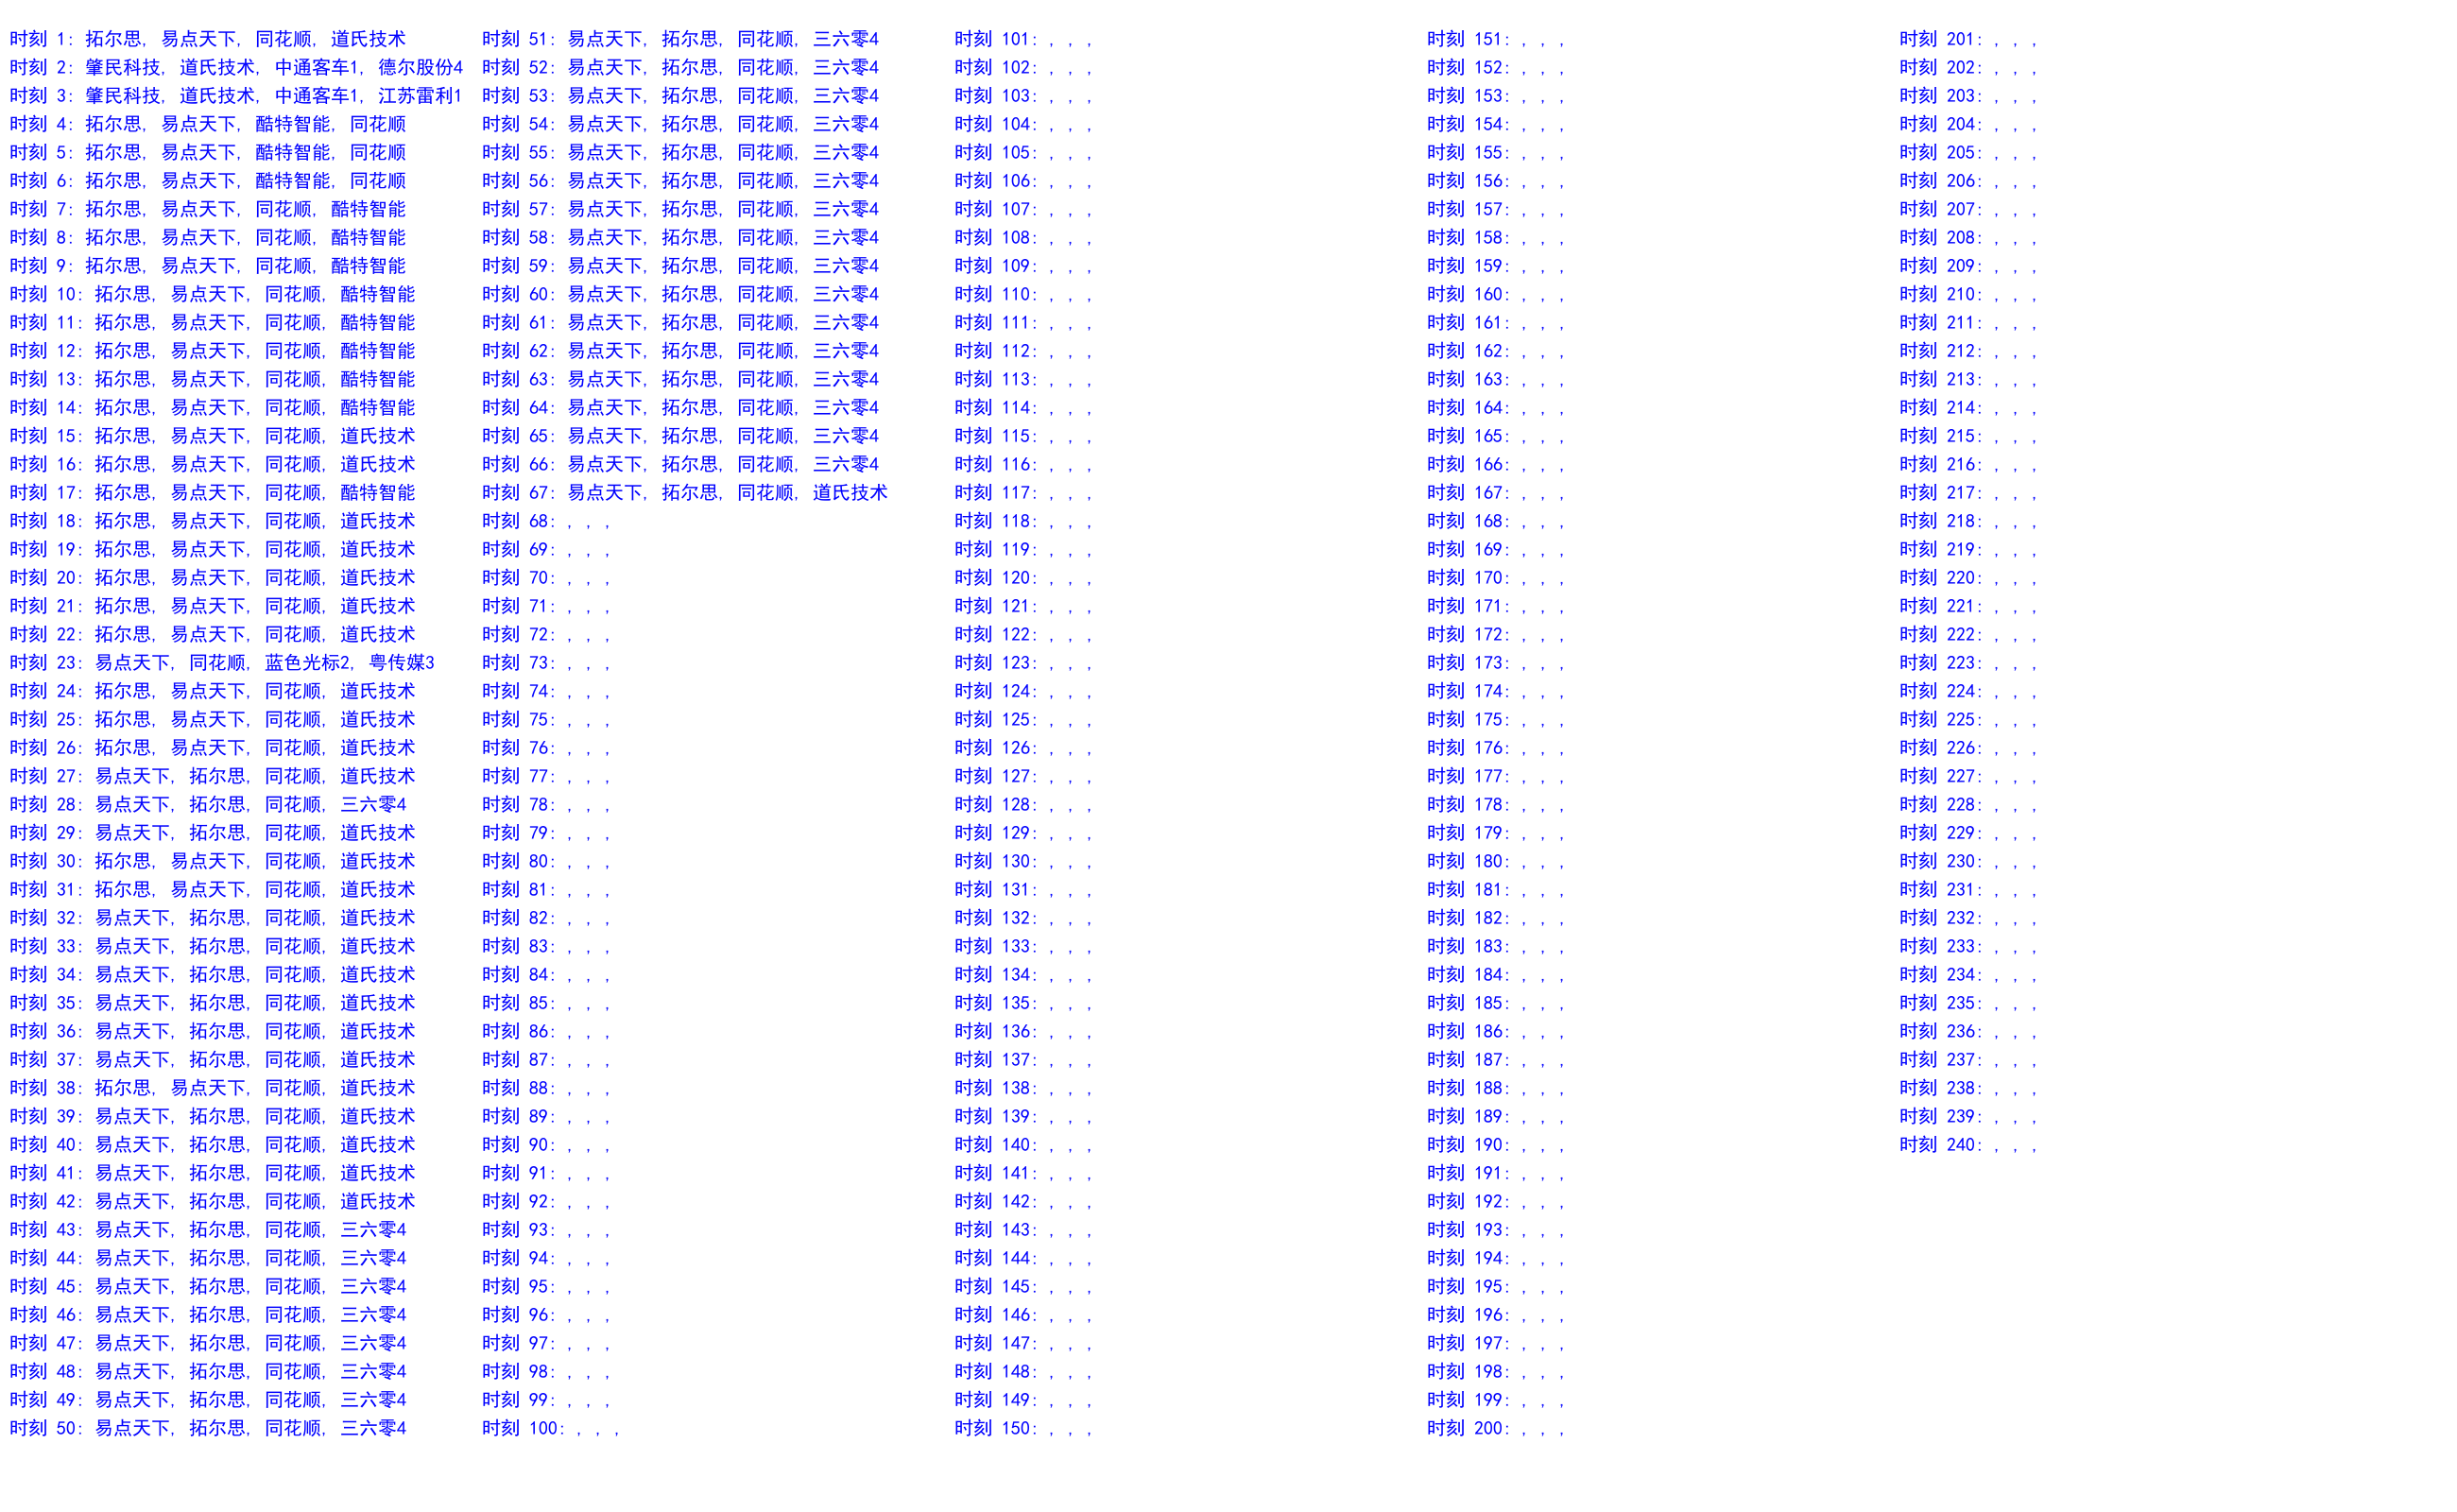 时刻 1: 拓尔思, 易点天下, 同花顺, 道氏技术
时刻 2: 肇民科技, 道氏技术, 中通客车1, 德尔股份4
时刻 3: 肇民科技, 道氏技术, 中通客车1, 江苏雷利1
时刻 4: 拓尔思, 易点天下, 酷特智能, 同花顺
时刻 5: 拓尔思, 易点天下, 酷特智能, 同花顺
时刻 6: 拓尔思, 易点天下, 酷特智能, 同花顺
时刻 7: 拓尔思, 易点天下, 同花顺, 酷特智能
时刻 8: 拓尔思, 易点天下, 同花顺, 酷特智能
时刻 9: 拓尔思, 易点天下, 同花顺, 酷特智能
时刻 10: 拓尔思, 易点天下, 同花顺, 酷特智能
时刻 11: 拓尔思, 易点天下, 同花顺, 酷特智能
时刻 12: 拓尔思, 易点天下, 同花顺, 酷特智能
时刻 13: 拓尔思, 易点天下, 同花顺, 酷特智能
时刻 14: 拓尔思, 易点天下, 同花顺, 酷特智能
时刻 15: 拓尔思, 易点天下, 同花顺, 道氏技术
时刻 16: 拓尔思, 易点天下, 同花顺, 道氏技术
时刻 17: 拓尔思, 易点天下, 同花顺, 酷特智能
时刻 18: 拓尔思, 易点天下, 同花顺, 道氏技术
时刻 19: 拓尔思, 易点天下, 同花顺, 道氏技术
时刻 20: 拓尔思, 易点天下, 同花顺, 道氏技术
时刻 21: 拓尔思, 易点天下, 同花顺, 道氏技术
时刻 22: 拓尔思, 易点天下, 同花顺, 道氏技术
时刻 23: 易点天下, 同花顺, 蓝色光标2, 粤传媒3
时刻 24: 拓尔思, 易点天下, 同花顺, 道氏技术
时刻 25: 拓尔思, 易点天下, 同花顺, 道氏技术
时刻 26: 拓尔思, 易点天下, 同花顺, 道氏技术
时刻 27: 易点天下, 拓尔思, 同花顺, 道氏技术
时刻 28: 易点天下, 拓尔思, 同花顺, 三六零4
时刻 29: 易点天下, 拓尔思, 同花顺, 道氏技术
时刻 30: 拓尔思, 易点天下, 同花顺, 道氏技术
时刻 31: 拓尔思, 易点天下, 同花顺, 道氏技术
时刻 32: 易点天下, 拓尔思, 同花顺, 道氏技术
时刻 33: 易点天下, 拓尔思, 同花顺, 道氏技术
时刻 34: 易点天下, 拓尔思, 同花顺, 道氏技术
时刻 35: 易点天下, 拓尔思, 同花顺, 道氏技术
时刻 36: 易点天下, 拓尔思, 同花顺, 道氏技术
时刻 37: 易点天下, 拓尔思, 同花顺, 道氏技术
时刻 38: 拓尔思, 易点天下, 同花顺, 道氏技术
时刻 39: 易点天下, 拓尔思, 同花顺, 道氏技术
时刻 40: 易点天下, 拓尔思, 同花顺, 道氏技术
时刻 41: 易点天下, 拓尔思, 同花顺, 道氏技术
时刻 42: 易点天下, 拓尔思, 同花顺, 道氏技术
时刻 43: 易点天下, 拓尔思, 同花顺, 三六零4
时刻 44: 易点天下, 拓尔思, 同花顺, 三六零4
时刻 45: 易点天下, 拓尔思, 同花顺, 三六零4
时刻 46: 易点天下, 拓尔思, 同花顺, 三六零4
时刻 47: 易点天下, 拓尔思, 同花顺, 三六零4
时刻 48: 易点天下, 拓尔思, 同花顺, 三六零4
时刻 49: 易点天下, 拓尔思, 同花顺, 三六零4
时刻 50: 易点天下, 拓尔思, 同花顺, 三六零4
时刻 51: 易点天下, 拓尔思, 同花顺, 三六零4
时刻 52: 易点天下, 拓尔思, 同花顺, 三六零4
时刻 53: 易点天下, 拓尔思, 同花顺, 三六零4
时刻 54: 易点天下, 拓尔思, 同花顺, 三六零4
时刻 55: 易点天下, 拓尔思, 同花顺, 三六零4
时刻 56: 易点天下, 拓尔思, 同花顺, 三六零4
时刻 57: 易点天下, 拓尔思, 同花顺, 三六零4
时刻 58: 易点天下, 拓尔思, 同花顺, 三六零4
时刻 59: 易点天下, 拓尔思, 同花顺, 三六零4
时刻 60: 易点天下, 拓尔思, 同花顺, 三六零4
时刻 61: 易点天下, 拓尔思, 同花顺, 三六零4
时刻 62: 易点天下, 拓尔思, 同花顺, 三六零4
时刻 63: 易点天下, 拓尔思, 同花顺, 三六零4
时刻 64: 易点天下, 拓尔思, 同花顺, 三六零4
时刻 65: 易点天下, 拓尔思, 同花顺, 三六零4
时刻 66: 易点天下, 拓尔思, 同花顺, 三六零4
时刻 67: 易点天下, 拓尔思, 同花顺, 道氏技术
时刻 68: , , ,
时刻 69: , , ,
时刻 70: , , ,
时刻 71: , , ,
时刻 72: , , ,
时刻 73: , , ,
时刻 74: , , ,
时刻 75: , , ,
时刻 76: , , ,
时刻 77: , , ,
时刻 78: , , ,
时刻 79: , , ,
时刻 80: , , ,
时刻 81: , , ,
时刻 82: , , ,
时刻 83: , , ,
时刻 84: , , ,
时刻 85: , , ,
时刻 86: , , ,
时刻 87: , , ,
时刻 88: , , ,
时刻 89: , , ,
时刻 90: , , ,
时刻 91: , , ,
时刻 92: , , ,
时刻 93: , , ,
时刻 94: , , ,
时刻 95: , , ,
时刻 96: , , ,
时刻 97: , , ,
时刻 98: , , ,
时刻 99: , , ,
时刻 100: , , ,
时刻 101: , , ,
时刻 102: , , ,
时刻 103: , , ,
时刻 104: , , ,
时刻 105: , , ,
时刻 106: , , ,
时刻 107: , , ,
时刻 108: , , ,
时刻 109: , , ,
时刻 110: , , ,
时刻 111: , , ,
时刻 112: , , ,
时刻 113: , , ,
时刻 114: , , ,
时刻 115: , , ,
时刻 116: , , ,
时刻 117: , , ,
时刻 118: , , ,
时刻 119: , , ,
时刻 120: , , ,
时刻 121: , , ,
时刻 122: , , ,
时刻 123: , , ,
时刻 124: , , ,
时刻 125: , , ,
时刻 126: , , ,
时刻 127: , , ,
时刻 128: , , ,
时刻 129: , , ,
时刻 130: , , ,
时刻 131: , , ,
时刻 132: , , ,
时刻 133: , , ,
时刻 134: , , ,
时刻 135: , , ,
时刻 136: , , ,
时刻 137: , , ,
时刻 138: , , ,
时刻 139: , , ,
时刻 140: , , ,
时刻 141: , , ,
时刻 142: , , ,
时刻 143: , , ,
时刻 144: , , ,
时刻 145: , , ,
时刻 146: , , ,
时刻 147: , , ,
时刻 148: , , ,
时刻 149: , , ,
时刻 150: , , ,
时刻 151: , , ,
时刻 152: , , ,
时刻 153: , , ,
时刻 154: , , ,
时刻 155: , , ,
时刻 156: , , ,
时刻 157: , , ,
时刻 158: , , ,
时刻 159: , , ,
时刻 160: , , ,
时刻 161: , , ,
时刻 162: , , ,
时刻 163: , , ,
时刻 164: , , ,
时刻 165: , , ,
时刻 166: , , ,
时刻 167: , , ,
时刻 168: , , ,
时刻 169: , , ,
时刻 170: , , ,
时刻 171: , , ,
时刻 172: , , ,
时刻 173: , , ,
时刻 174: , , ,
时刻 175: , , ,
时刻 176: , , ,
时刻 177: , , ,
时刻 178: , , ,
时刻 179: , , ,
时刻 180: , , ,
时刻 181: , , ,
时刻 182: , , ,
时刻 183: , , ,
时刻 184: , , ,
时刻 185: , , ,
时刻 186: , , ,
时刻 187: , , ,
时刻 188: , , ,
时刻 189: , , ,
时刻 190: , , ,
时刻 191: , , ,
时刻 192: , , ,
时刻 193: , , ,
时刻 194: , , ,
时刻 195: , , ,
时刻 196: , , ,
时刻 197: , , ,
时刻 198: , , ,
时刻 199: , , ,
时刻 200: , , ,
时刻 201: , , ,
时刻 202: , , ,
时刻 203: , , ,
时刻 204: , , ,
时刻 205: , , ,
时刻 206: , , ,
时刻 207: , , ,
时刻 208: , , ,
时刻 209: , , ,
时刻 210: , , ,
时刻 211: , , ,
时刻 212: , , ,
时刻 213: , , ,
时刻 214: , , ,
时刻 215: , , ,
时刻 216: , , ,
时刻 217: , , ,
时刻 218: , , ,
时刻 219: , , ,
时刻 220: , , ,
时刻 221: , , ,
时刻 222: , , ,
时刻 223: , , ,
时刻 224: , , ,
时刻 225: , , ,
时刻 226: , , ,
时刻 227: , , ,
时刻 228: , , ,
时刻 229: , , ,
时刻 230: , , ,
时刻 231: , , ,
时刻 232: , , ,
时刻 233: , , ,
时刻 234: , , ,
时刻 235: , , ,
时刻 236: , , ,
时刻 237: , , ,
时刻 238: , , ,
时刻 239: , , ,
时刻 240: , , ,